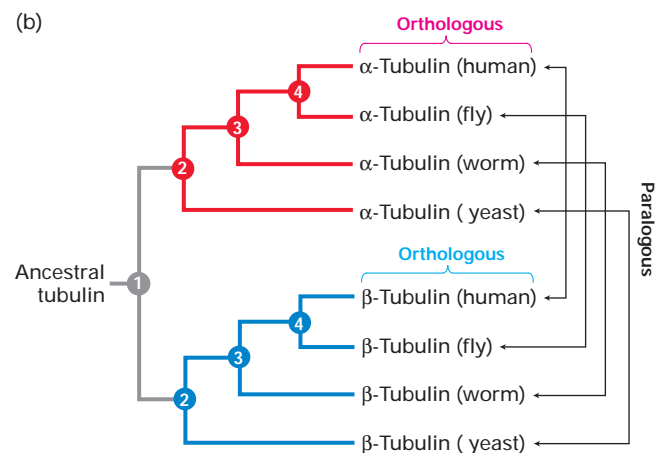 (b)
Orthologous
α-Tubulin (human)
4
α-Tubulin (fly)
3
α-Tubulin (worm)
2
α-Tubulin ( yeast)
Paralogous
Orthologous
Ancestral
tubulin
1
β-Tubulin (human)
4
β-Tubulin (fly)
3
β-Tubulin (worm)
2
β-Tubulin ( yeast)